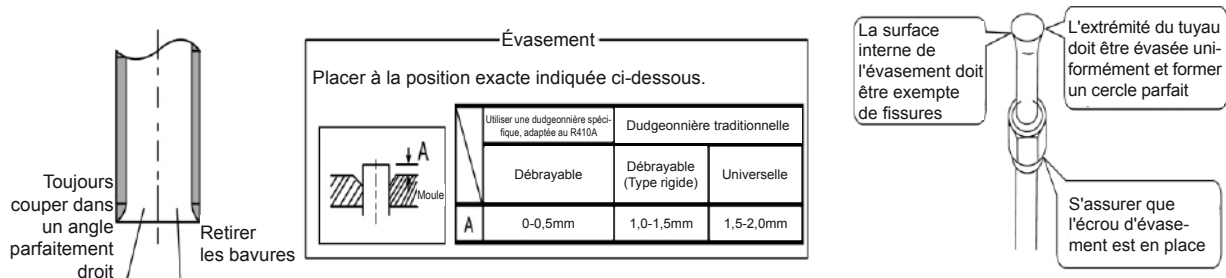 Toujours
couper dans
un angle
parfaitement
droit
Retirer
les bavures
Évasement
Placer à la position exacte indiquée ci-dessous.
A
Moule
Utiliser une dudgeonnière spéci-
fique, adaptée au R410A
Dudgeonnière traditionnelle
Débrayable
Débrayable
(Type rigide)
Universelle
A
0-0,5mm
1,0-1,5mm
1,5-2,0mm
La surface
interne de
l'évasement doit
être exempte
de fissures
L'extrémité du tuyau
doit être évasée uni-
formément et former
un cercle parfait
S'assurer que
l'écrou d'évase-
ment est en place